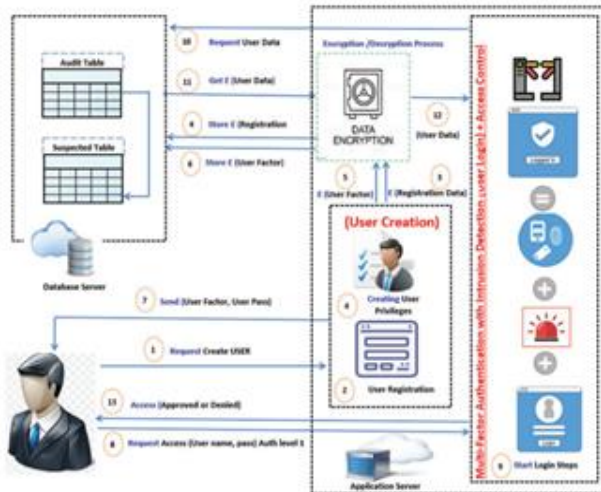 10 Request User Data
Encryption /Decryption Process
Audit Table
11 Get E (User Data)
12
(User Data)
DATA
ENCRYPTION
4 Store E (Registration
Suspected Table
6 Store E (User Factor)
5
3
E (User Factor)
E (Registration Data)
(User Creation)
Database Server
7 Send (User Factor, User Pass)
4 Creating User
Privileges
1 Request Create USER
2 User Registration
13 Access (Approved or Denied)
8 Request Access (User name, pass) Auth level 1
Application Server
9 Start Login Steps
Multi Factor Authentication with Intrusion Detection (user Login) + Access Control